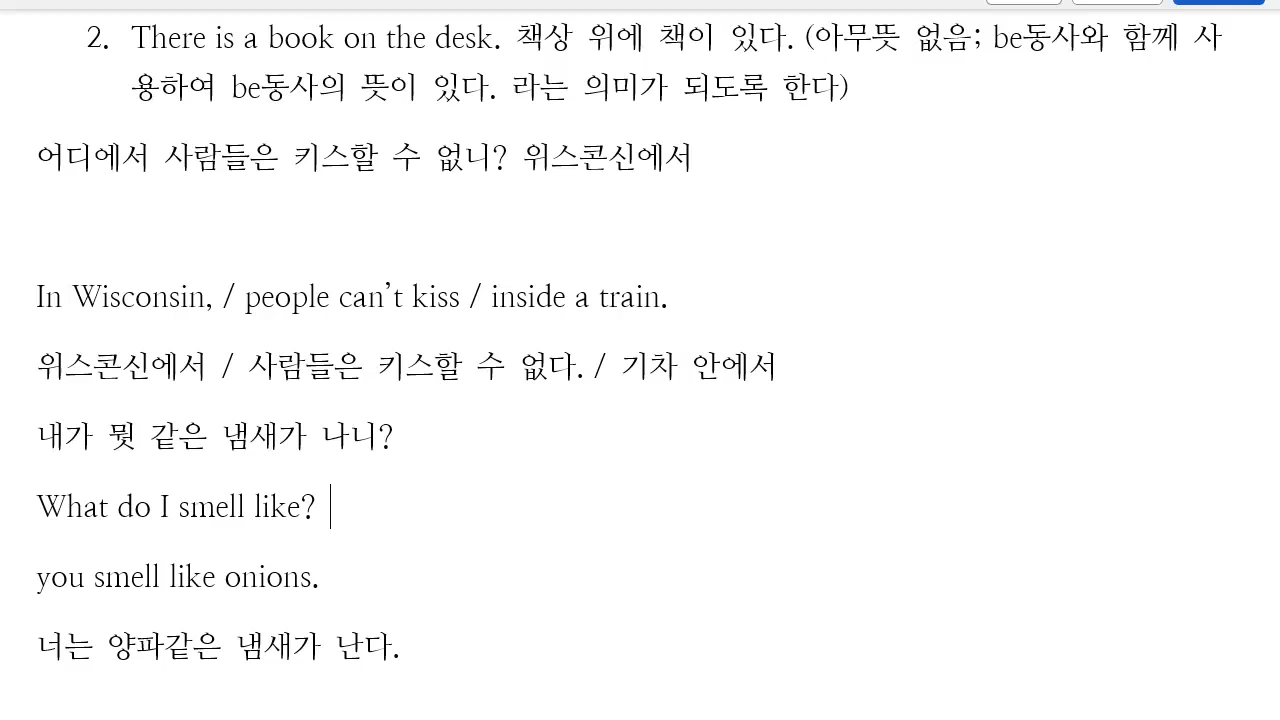 2. There is a book on the desk. 책상 위에 책이 있다. (아무뜻 없음; be동사와 함께 사
용하여 be동사의 뜻이 있다. 라는 의미가 되도록 한다)
어디에서 사람들은 키스할 수 없니? 위스콘신에서
In Wisconsin, / people can’t kiss / inside a train.
위스콘신에서 / 사람들은 키스할 수 없다. / 기차 안에서
내가 뭣 같은 냄새가 나니?
What do I smell like?
you smell like onions.
너는 양파같은 냄새가 난다.